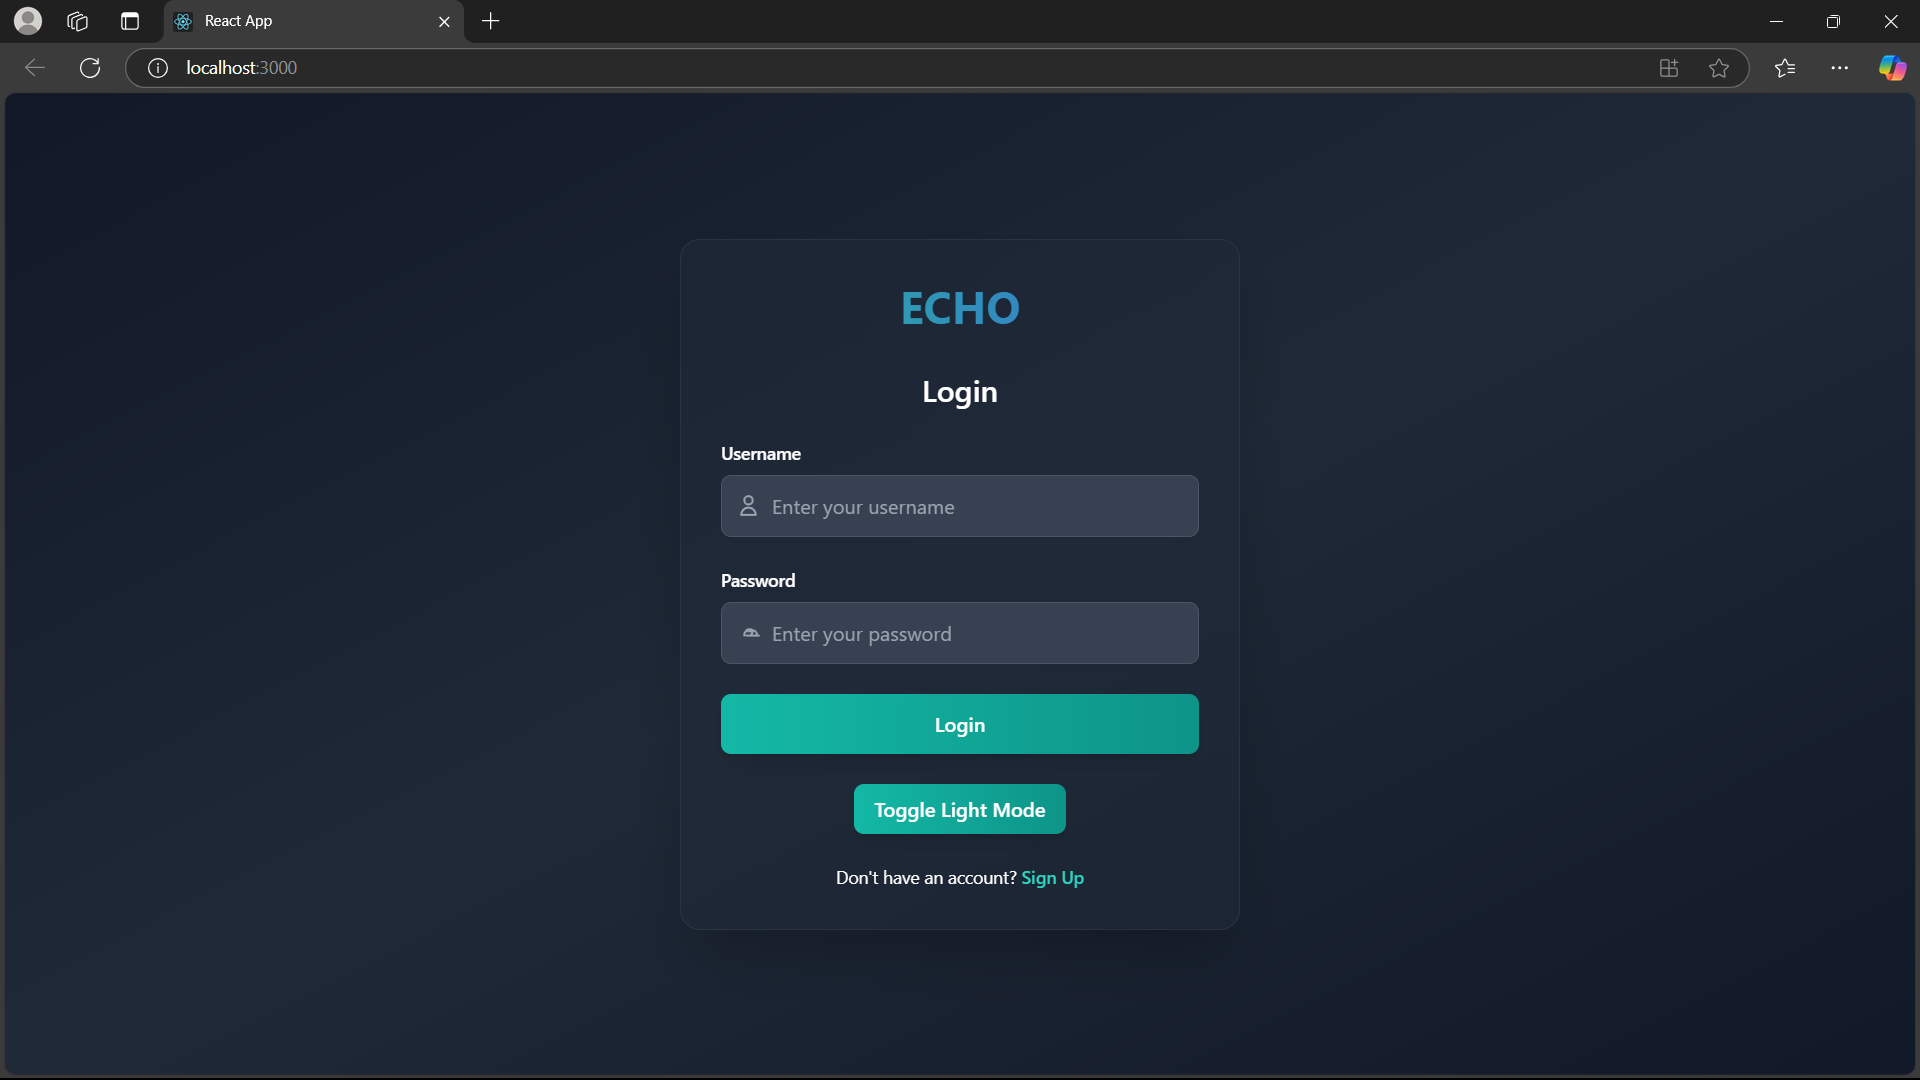 React App
localhost:3000
ECHO
Login
Username
Enter your username
Password
Enter your password
Login
Toggle Light Mode
Don't have an account? Sign Up